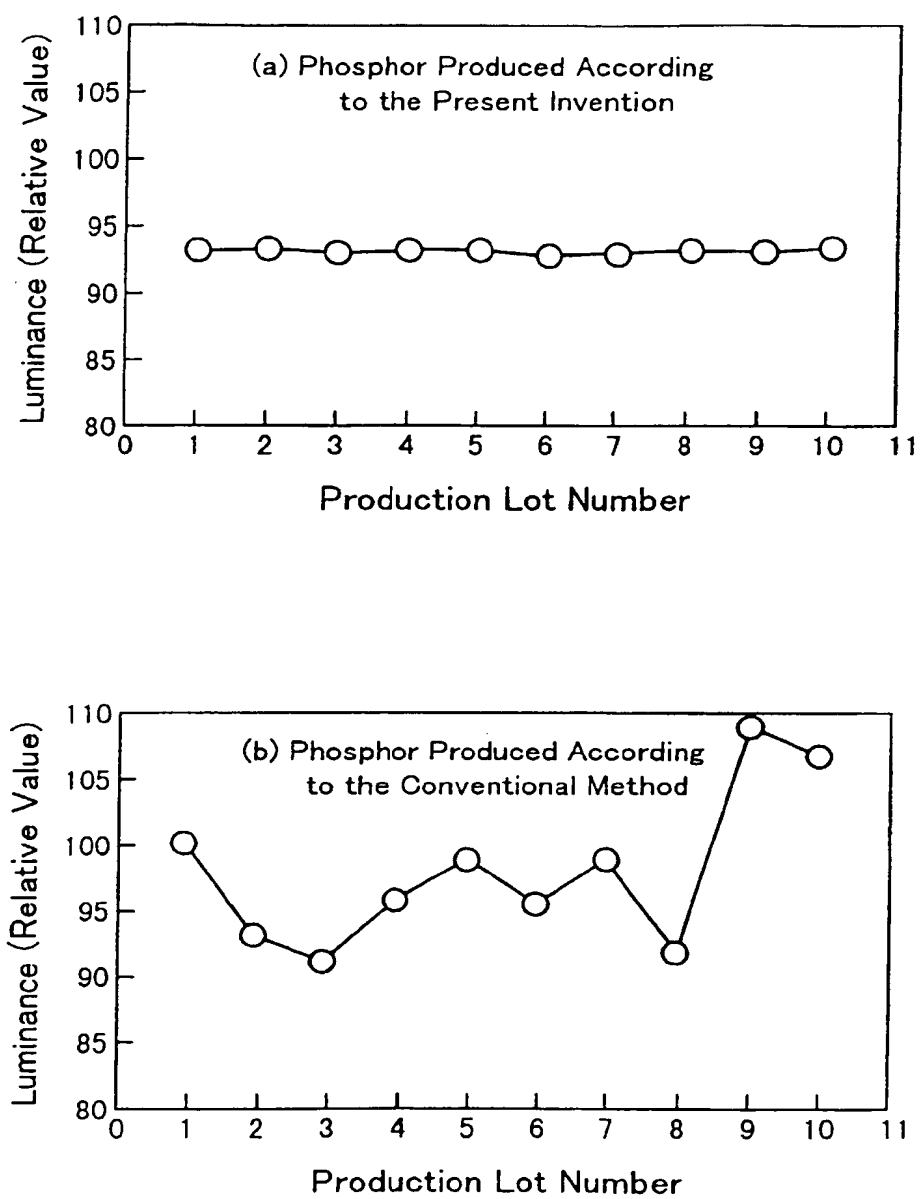 110
(a) Phosphor Produced According
to the Present Invention
105
100
95
90
85
80
0 1 2 3 4 5 6 7 8 9 10 11
Luminance (Relative Value)
Production Lot Number
110
(b) Phosphor Produced According
to the Conventional Method
105
100
95
90
85
80
0 1 2 3 4 5 6 7 8 9 10 11
Luminance (Relative Value)
Production Lot Number